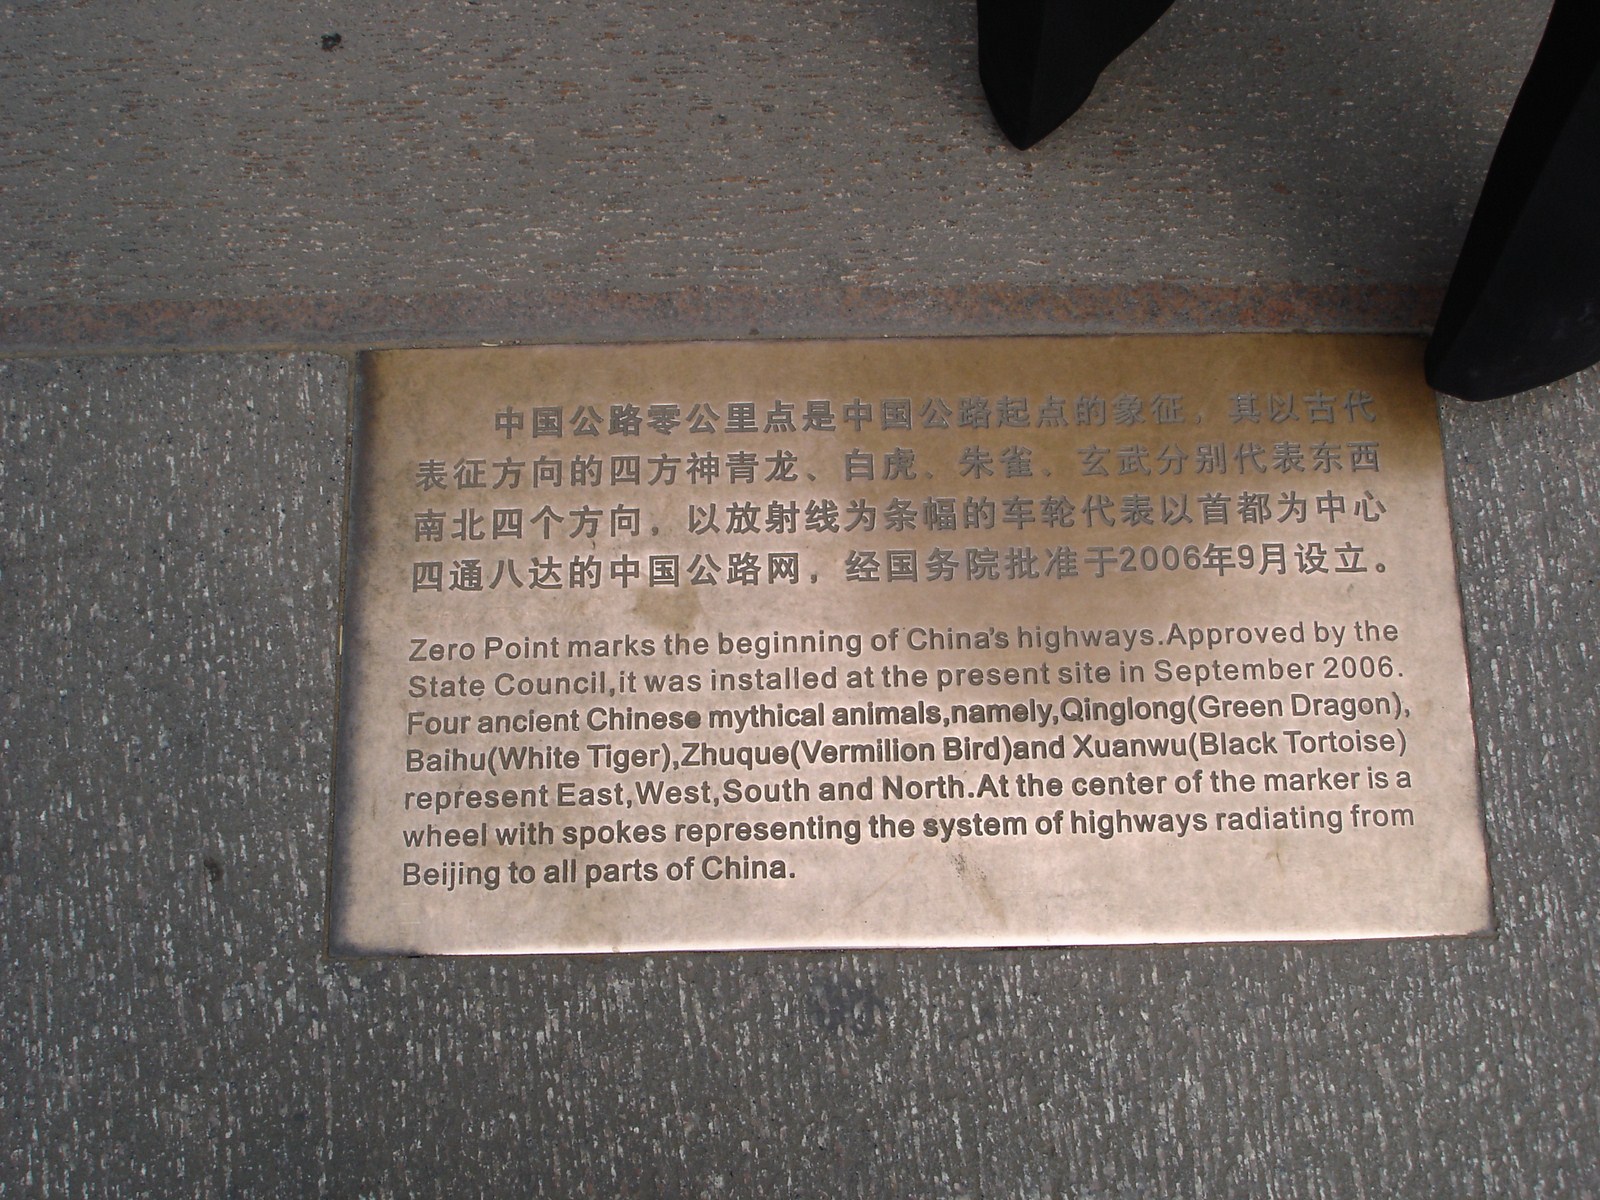 中国公路零公里点是中国公路起点的象征，其以古代
表征方向的四方神青龙、白虎、朱雀、玄武分别代表东西
南北四个方向，以放射线为条幅的车轮代表以首都为中心
四通八达的中国公路网，经国务院批准于2006年9月设立。
Zero Point marks the beginning of China's highways.Approved by the
State Council,it was installed at the present site in September 2006.
Four ancient Chinese mythical animals,namely,Qinglong(Green Dragon),
Baihu(White Tiger),Zhuque(Vermilion Bird)and Xuanwu(Black Tortoise)
represent East,West,South and North.At the center of the marker is a
wheel with spokes representing the system of highways radiating from
Beijing to all parts of China.